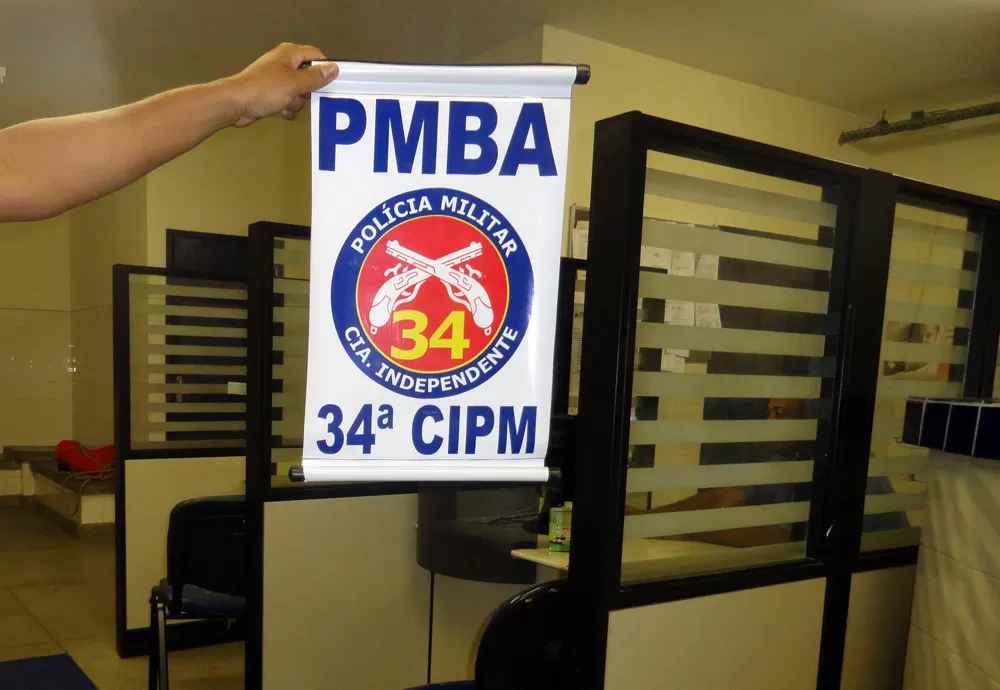 PMBA
POLÍCIA MILITAR
34
CIA. INDEPENDENTE
34ª CIPM